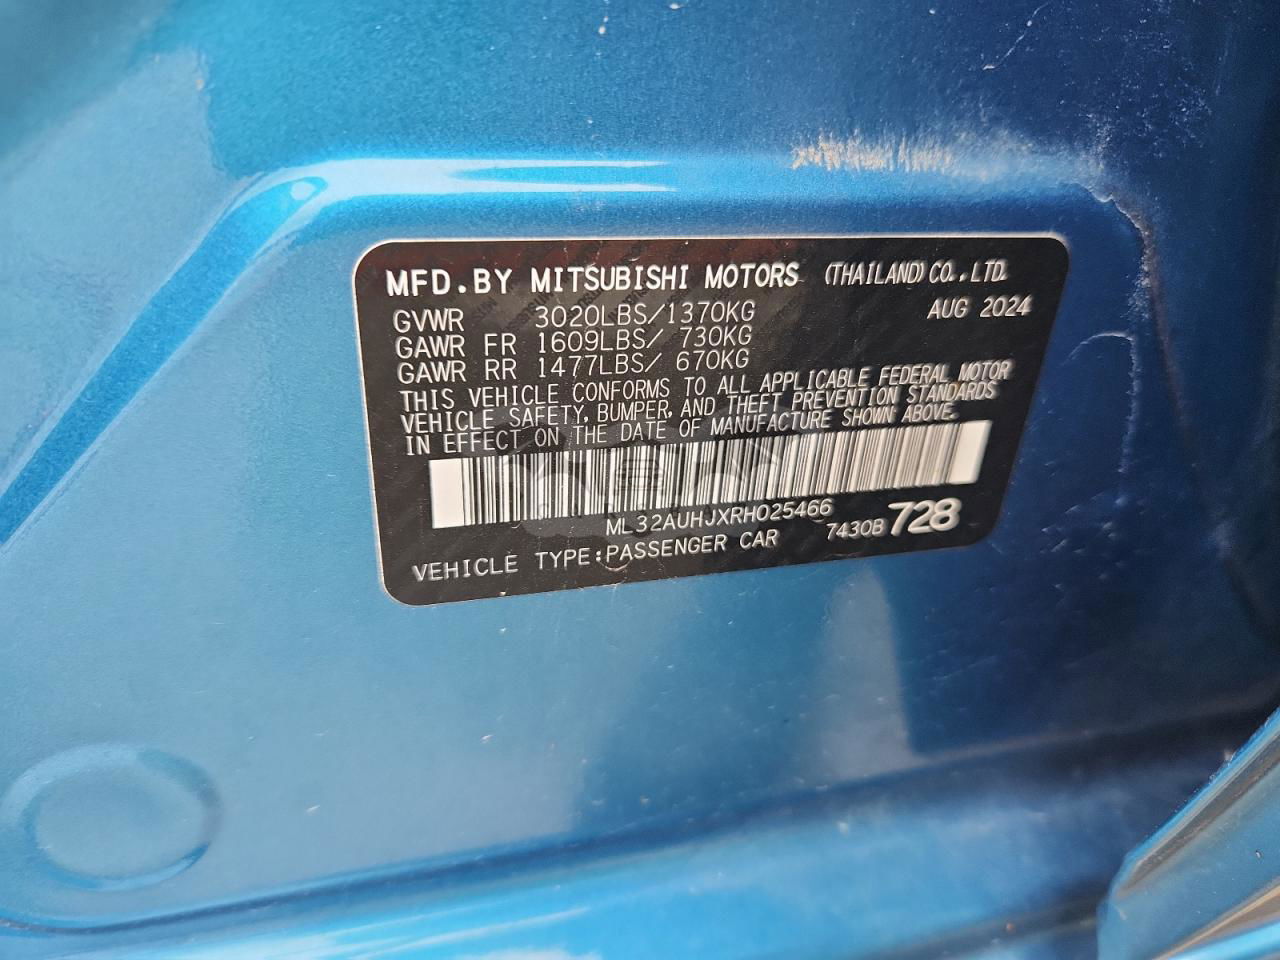 MFD.BY MITSUBISHI MOTORS (THAILAND) CO., LTD.
GVWR 3020LBS/1370KG AUG 2024
GAWR FR 1609LBS/ 730KG
GAWR RR 1477LBS/ 670KG
THIS VEHICLE CONFORMS TO ALL APPLICABLE FEDERAL MOTOR
VEHICLE SAFETY, BUMPER, AND THEFT PREVENTION STANDARDS
IN EFFECT ON THE DATE OF MANUFACTURE SHOWN ABOVE.
ML32AUHJXRH025466
VEHICLE TYPE:PASSENGER CAR 7430B 728